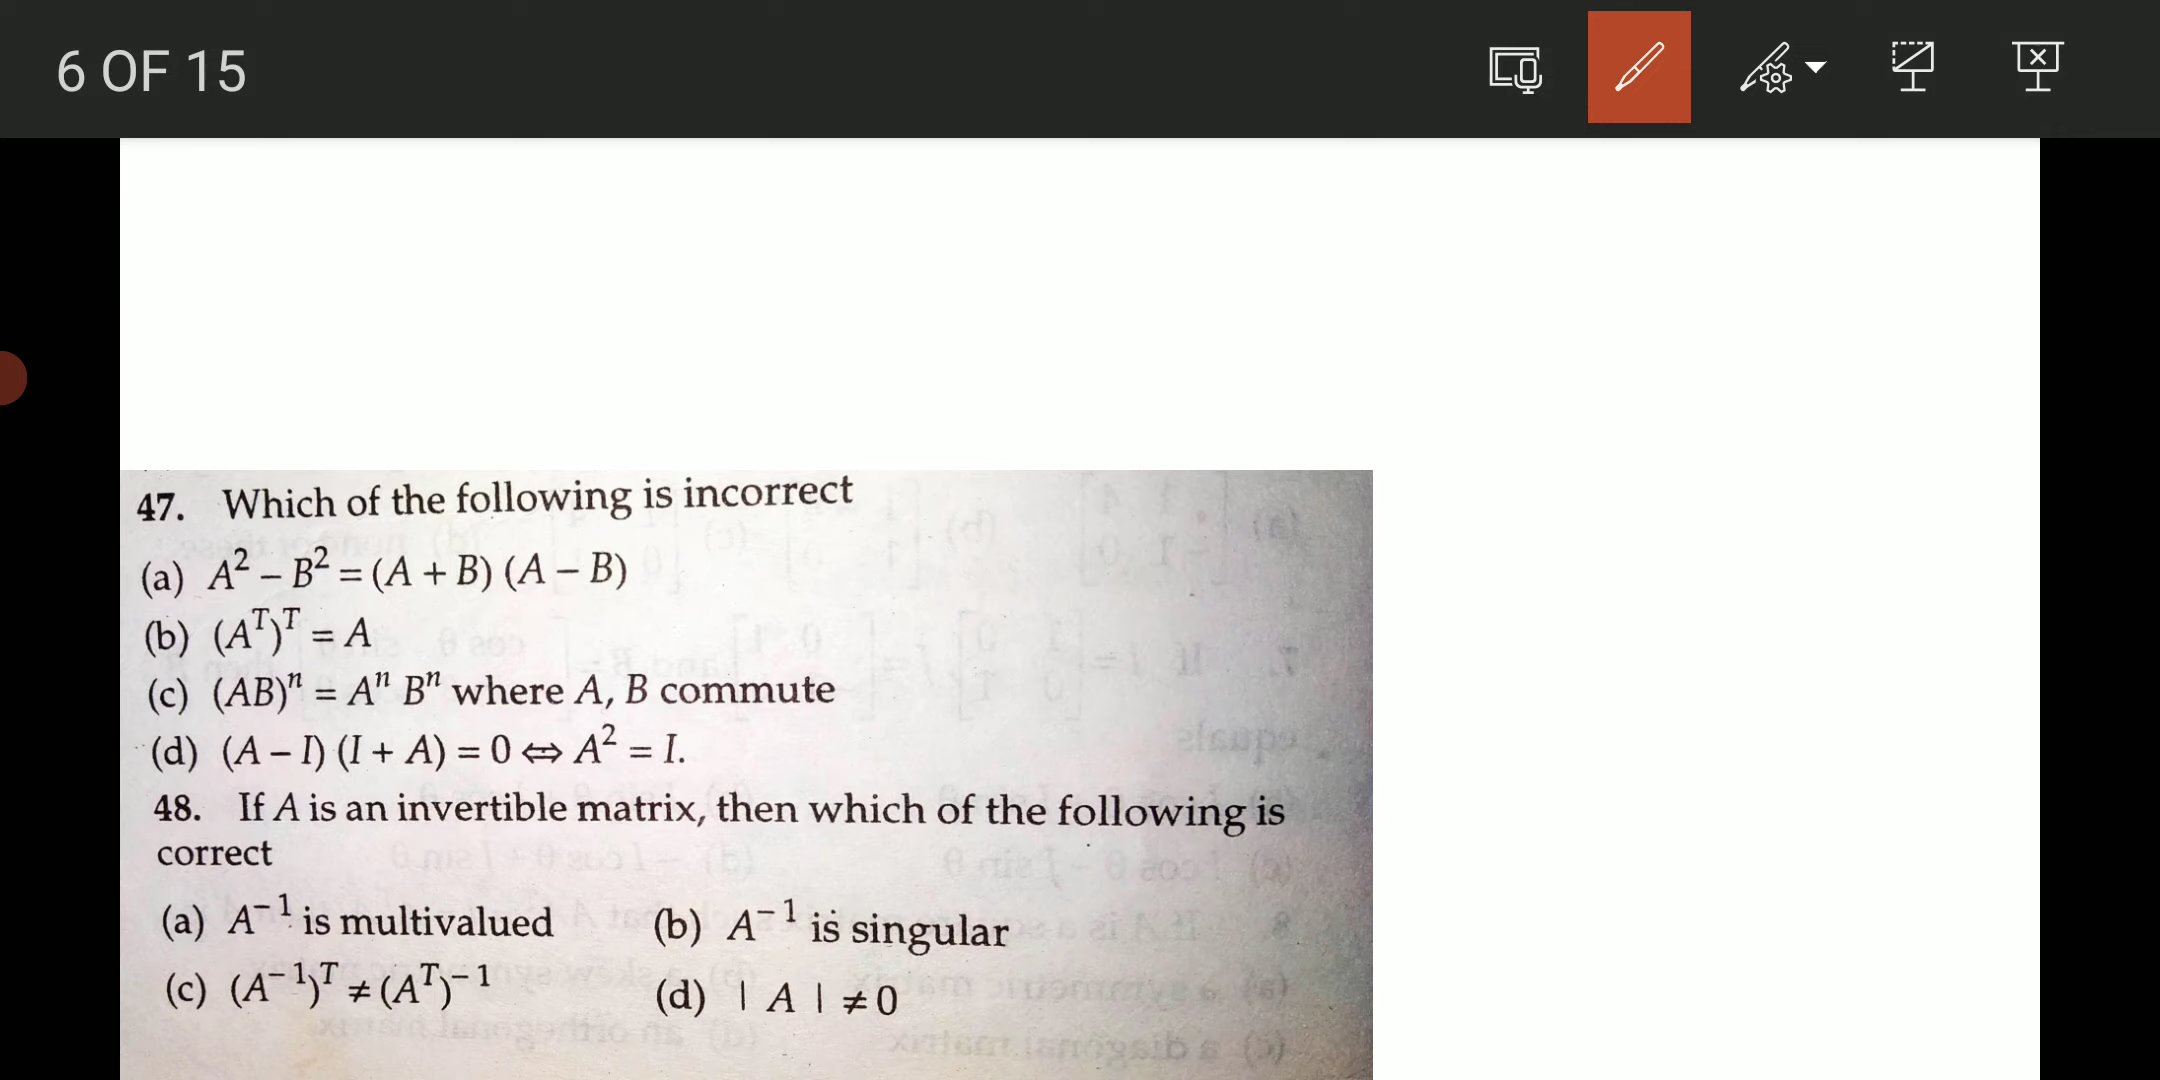 6 OF 15
47. Which of the following is incorrect
(a) A² – B² = (A + B) (A – B)
(b) (Aᵀ)ᵀ = A
(c) (AB)ⁿ = Aⁿ Bⁿ where A, B commute
(d) (A – I) (I + A) = 0 ⇔ A² = I.
48. If A is an invertible matrix, then which of the following is
correct
(a) A⁻¹ is multivalued (b) A⁻¹ is singular
(c) (A⁻¹)ᵀ ≠ (Aᵀ)⁻¹ (d) | A | ≠ 0